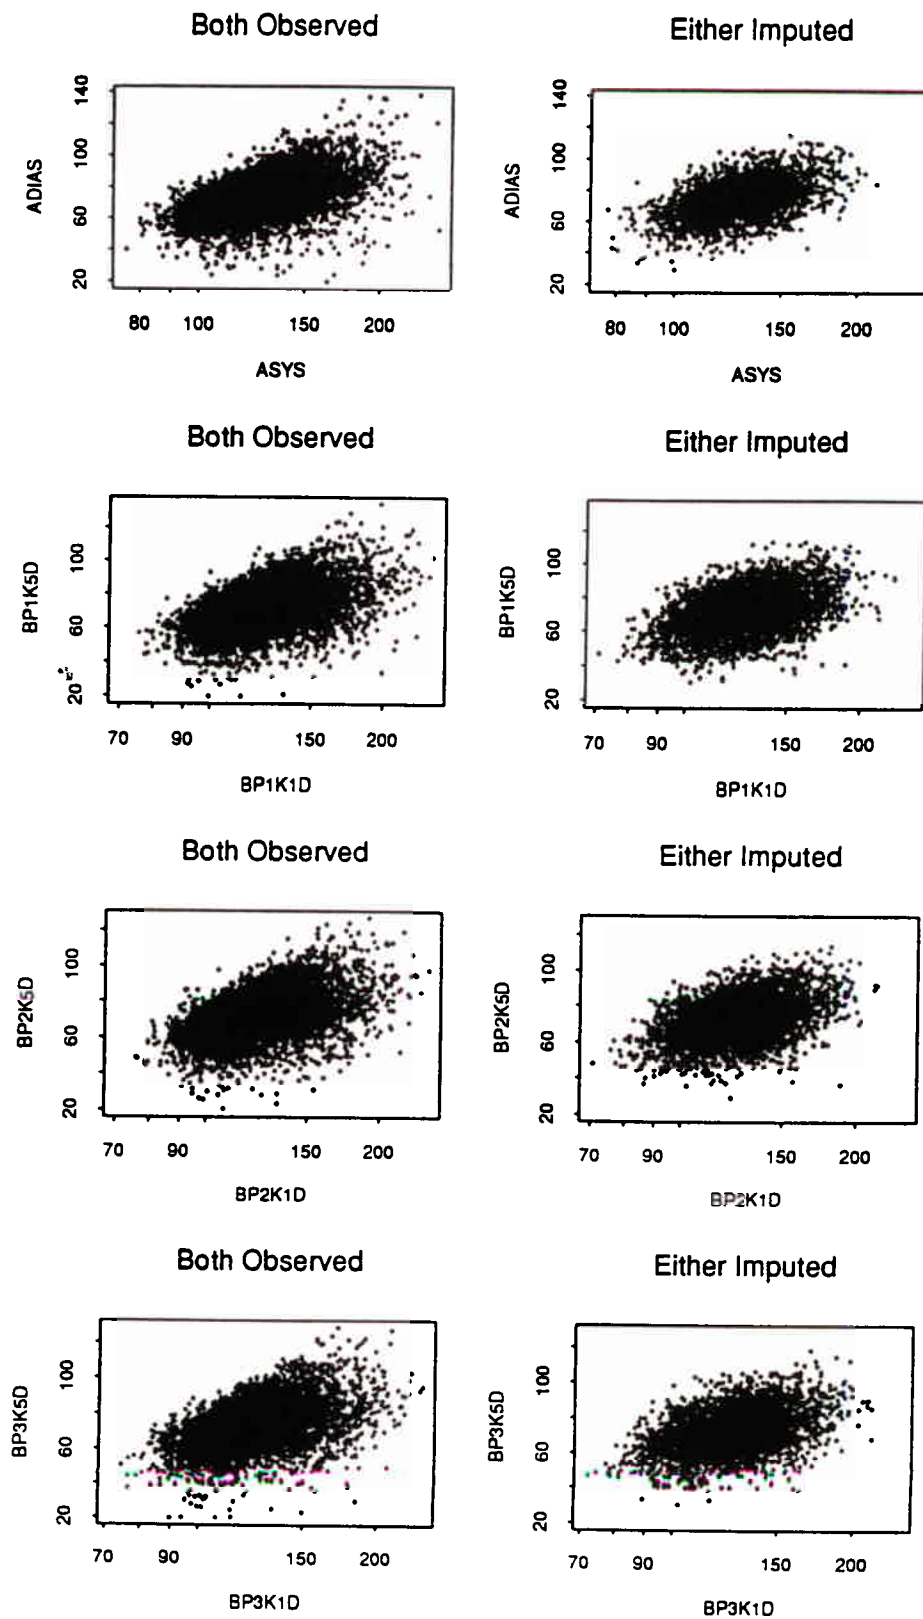 Both Observed
Either Imputed
140
100
60
20
ADIAS
80 100 150 200
ASYS
140
100
60
20
ADIAS
80 100 150 200
ASYS
Both Observed
Either Imputed
100
60
20
BP1K5D
70 90 150 200
BP1K1D
100
60
20
BP1K5D
70 90 150 200
BP1K1D
Both Observed
Either Imputed
100
60
20
BP2K5D
70 90 150 200
BP2K1D
100
60
20
BP2K5D
70 90 150 200
BP2K1D
Both Observed
Either Imputed
100
60
20
BP3K5D
70 90 150 200
BP3K1D
100
60
20
BP3K5D
70 90 150 200
BP3K1D